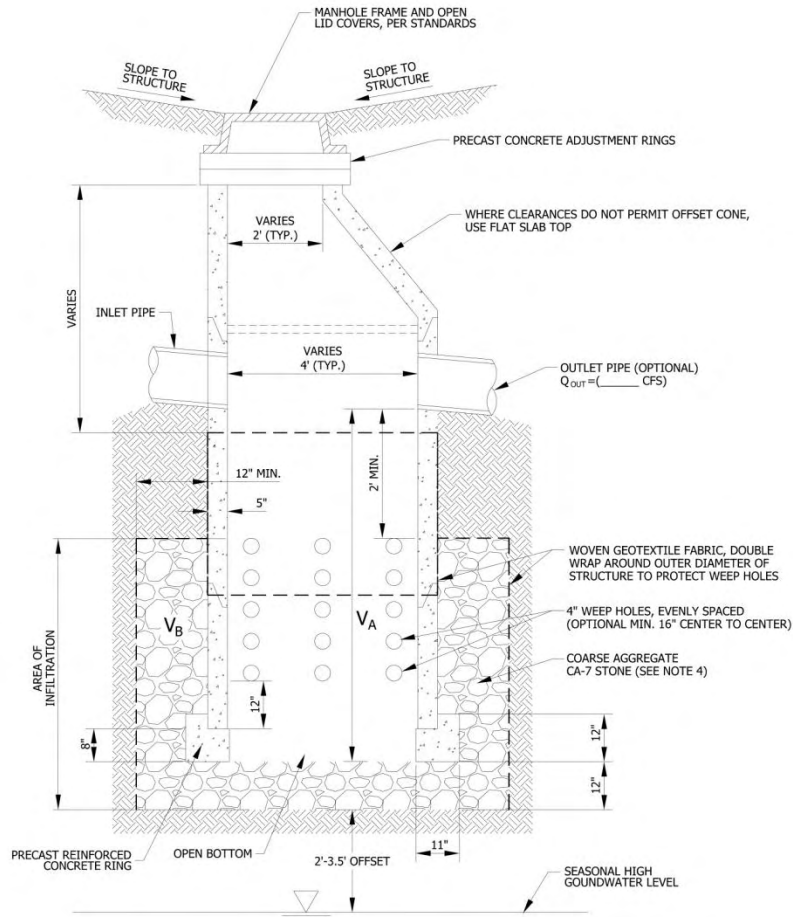 MANHOLE FRAME AND OPEN
LID COVERS, PER STANDARDS
SLOPE TO
STRUCTURE
SLOPE TO
STRUCTURE
PRECAST CONCRETE ADJUSTMENT RINGS
VARIES
2' (TYP.)
WHERE CLEARANCES DO NOT PERMIT OFFSET CONE,
USE FLAT SLAB TOP
VARIES
INLET PIPE
VARIES
4' (TYP.)
OUTLET PIPE (OPTIONAL)
Q OUT =(_____ CFS)
12" MIN.
2' MIN.
5"
WOVEN GEOTEXTILE FABRIC, DOUBLE
WRAP AROUND OUTER DIAMETER OF
STRUCTURE TO PROTECT WEEP HOLES
4" WEEP HOLES, EVENLY SPACED
(OPTIONAL MIN. 16" CENTER TO CENTER)
VB
VA
COARSE AGGREGATE
CA-7 STONE (SEE NOTE 4)
AREA OF
INFILTRATION
12"
8"
12"
12"
11"
PRECAST REINFORCED
CONCRETE RING
OPEN BOTTOM
2'-3.5' OFFSET
SEASONAL HIGH
GOUNDWATER LEVEL